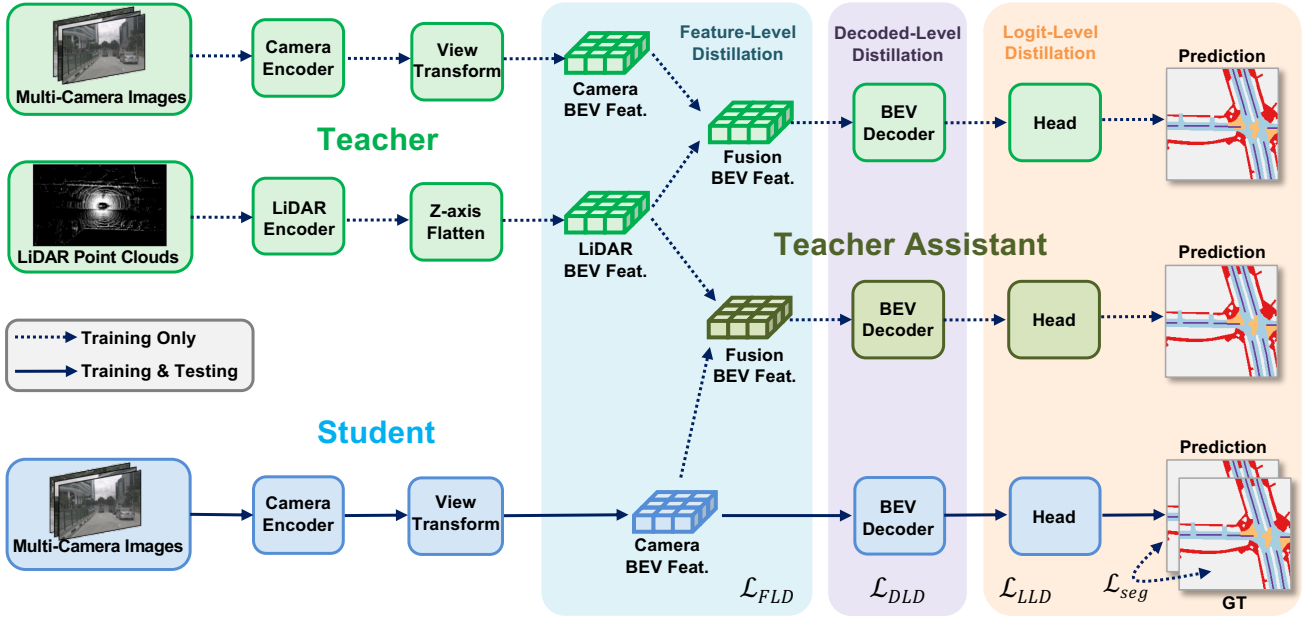 Feature-Level
Distillation
Decoded-Level
Distillation
Logit-Level
Distillation
Multi-Camera Images
Camera
Encoder
View
Transform
Camera
BEV Feat.
Fusion
BEV Feat.
BEV
Decoder
Head
Prediction
Teacher
LiDAR Point Clouds
LiDAR
Encoder
Z-axis
Flatten
LiDAR
BEV Feat.
Teacher Assistant
Fusion
BEV Feat.
BEV
Decoder
Head
Prediction
Training Only
Training & Testing
Student
Multi-Camera Images
Camera
Encoder
View
Transform
Camera
BEV Feat.
BEV
Decoder
Head
Prediction
GT
ℒ_FLD
ℒ_DLD
ℒ_LLD
ℒ_seg